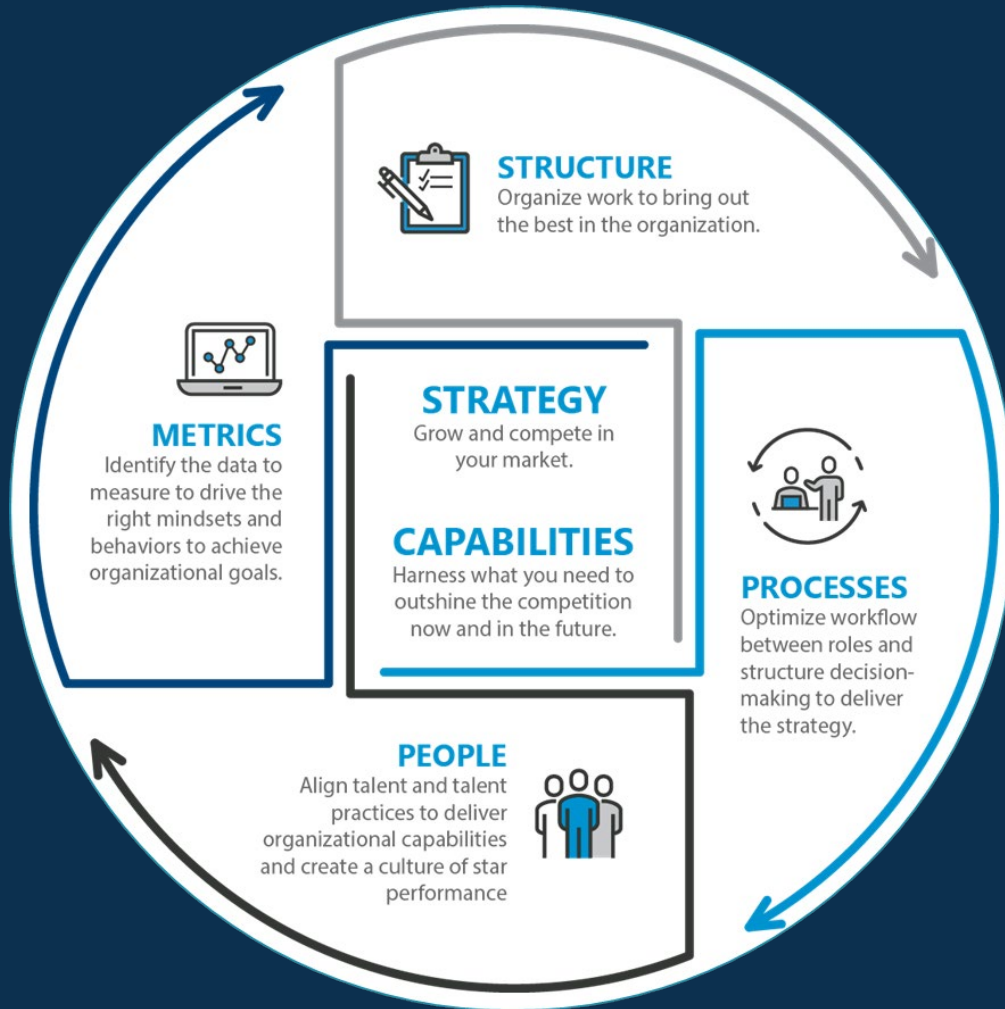 STRUCTURE
Organize work to bring out
the best in the organization.
METRICS
Identify the data to
measure to drive the
right mindsets and
behaviors to achieve
organizational goals.
STRATEGY
Grow and compete in
your market.
CAPABILITIES
Harness what you need to
outshine the competition
now and in the future.
PROCESSES
Optimize workflow
between roles and
structure decision-
making to deliver
the strategy.
PEOPLE
Align talent and talent
practices to deliver
organizational capabilities
and create a culture of star
performance